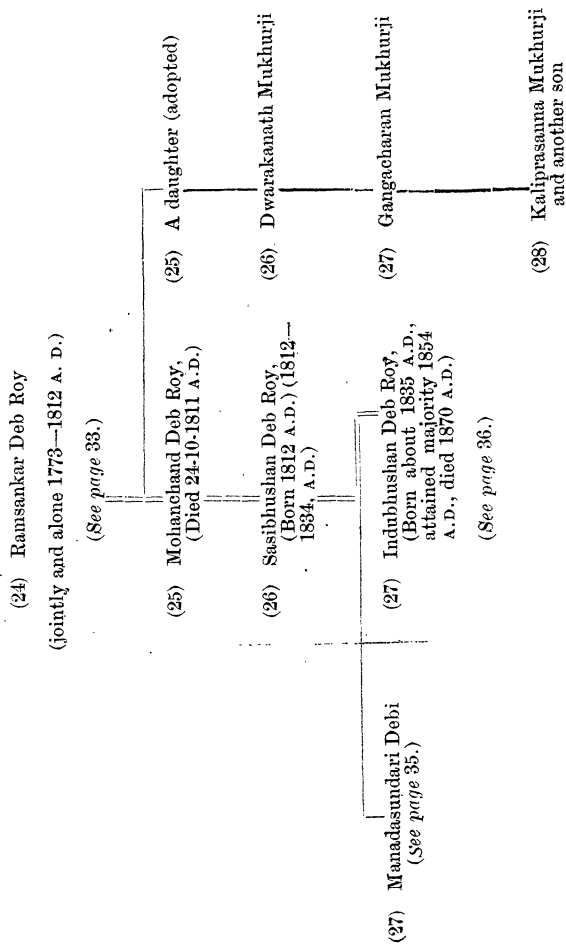 (24) Ramsankar Deb Roy
(jointly and alone 1773—1812 A. D.)
(See page 33.)
(25) Mohanchand Deb Roy,
(Died 24-10-1811 A.D.)
(25) A daughter (adopted)
(26) Sasibhushan Deb Roy,
(Born 1812 A.D.) (1812—
1834, A.D.)
(26). Dwarakanath Mukhurji
(27) Manadasundari Debi
(See page 35.)
(27) Indubhushan Deb Roy,
(Born about 1835 A.D.,
attained majority 1854
A.D., died 1870 A.D.)
(See page 36.)
(27) Gangacharan Mukhurji
(28) Kaliprasanna Mukhurji
and another son